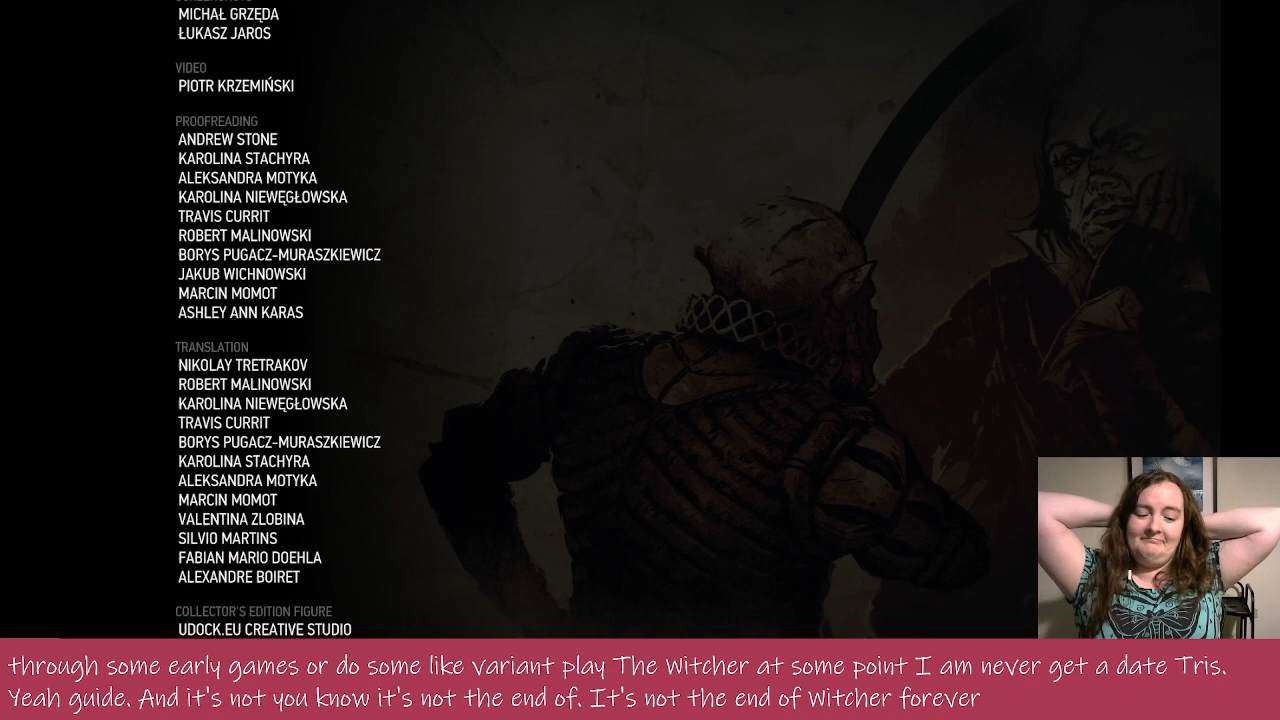 MICHAŁ GRZĘDA
ŁUKASZ JAROS
VIDEO
PIOTR KRZEMIŃSKI
PROOFREADING
ANDREW STONE
KAROLINA STACHYRA
ALEKSANDRA MOTYKA
KAROLINA NIEWĘGŁOWSKA
TRAVIS CURRIT
ROBERT MALINOWSKI
BORYS PUGACZ-MURASZKIEWICZ
JAKUB WICHNOWSKI
MARCIN MOMOT
ASHLEY ANN KARAS
TRANSLATION
NIKOLAY TRETRAKOV
ROBERT MALINOWSKI
KAROLINA NIEWĘGŁOWSKA
TRAVIS CURRIT
BORYS PUGACZ-MURASZKIEWICZ
KAROLINA STACHYRA
ALEKSANDRA MOTYKA
MARCIN MOMOT
VALENTINA ZLOBINA
SILVIO MARTINS
FABIAN MARIO DOEHLA
ALEXANDRE BOIRET
COLLECTOR'S EDITION FIGURE
UDOCK.EU CREATIVE STUDIO
through some early games or do some like variant play The Witcher at some point I am never get a date Tris.
Yeah guide. And it's not you know it's not the end of. It's not the end of Witcher forever